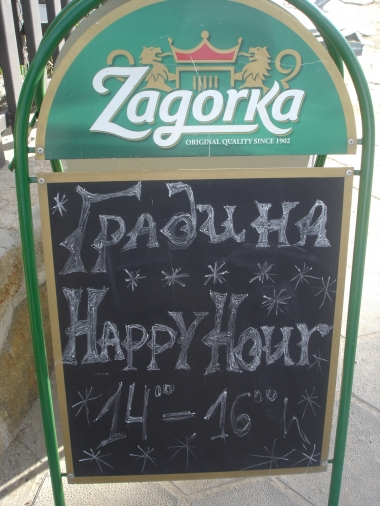 Zagorka
ORIGINAL QUALITY SINCE 1902
Градина
HAPPY HOUR
14⁰⁰ - 16⁰⁰ h